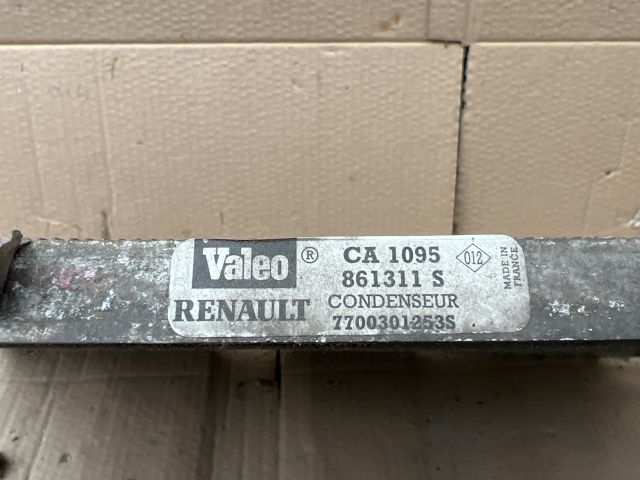 Valeo ® CA 1095
861311 S
RENAULT CONDENSEUR
7700301253S
012
MADE IN
FRANCE